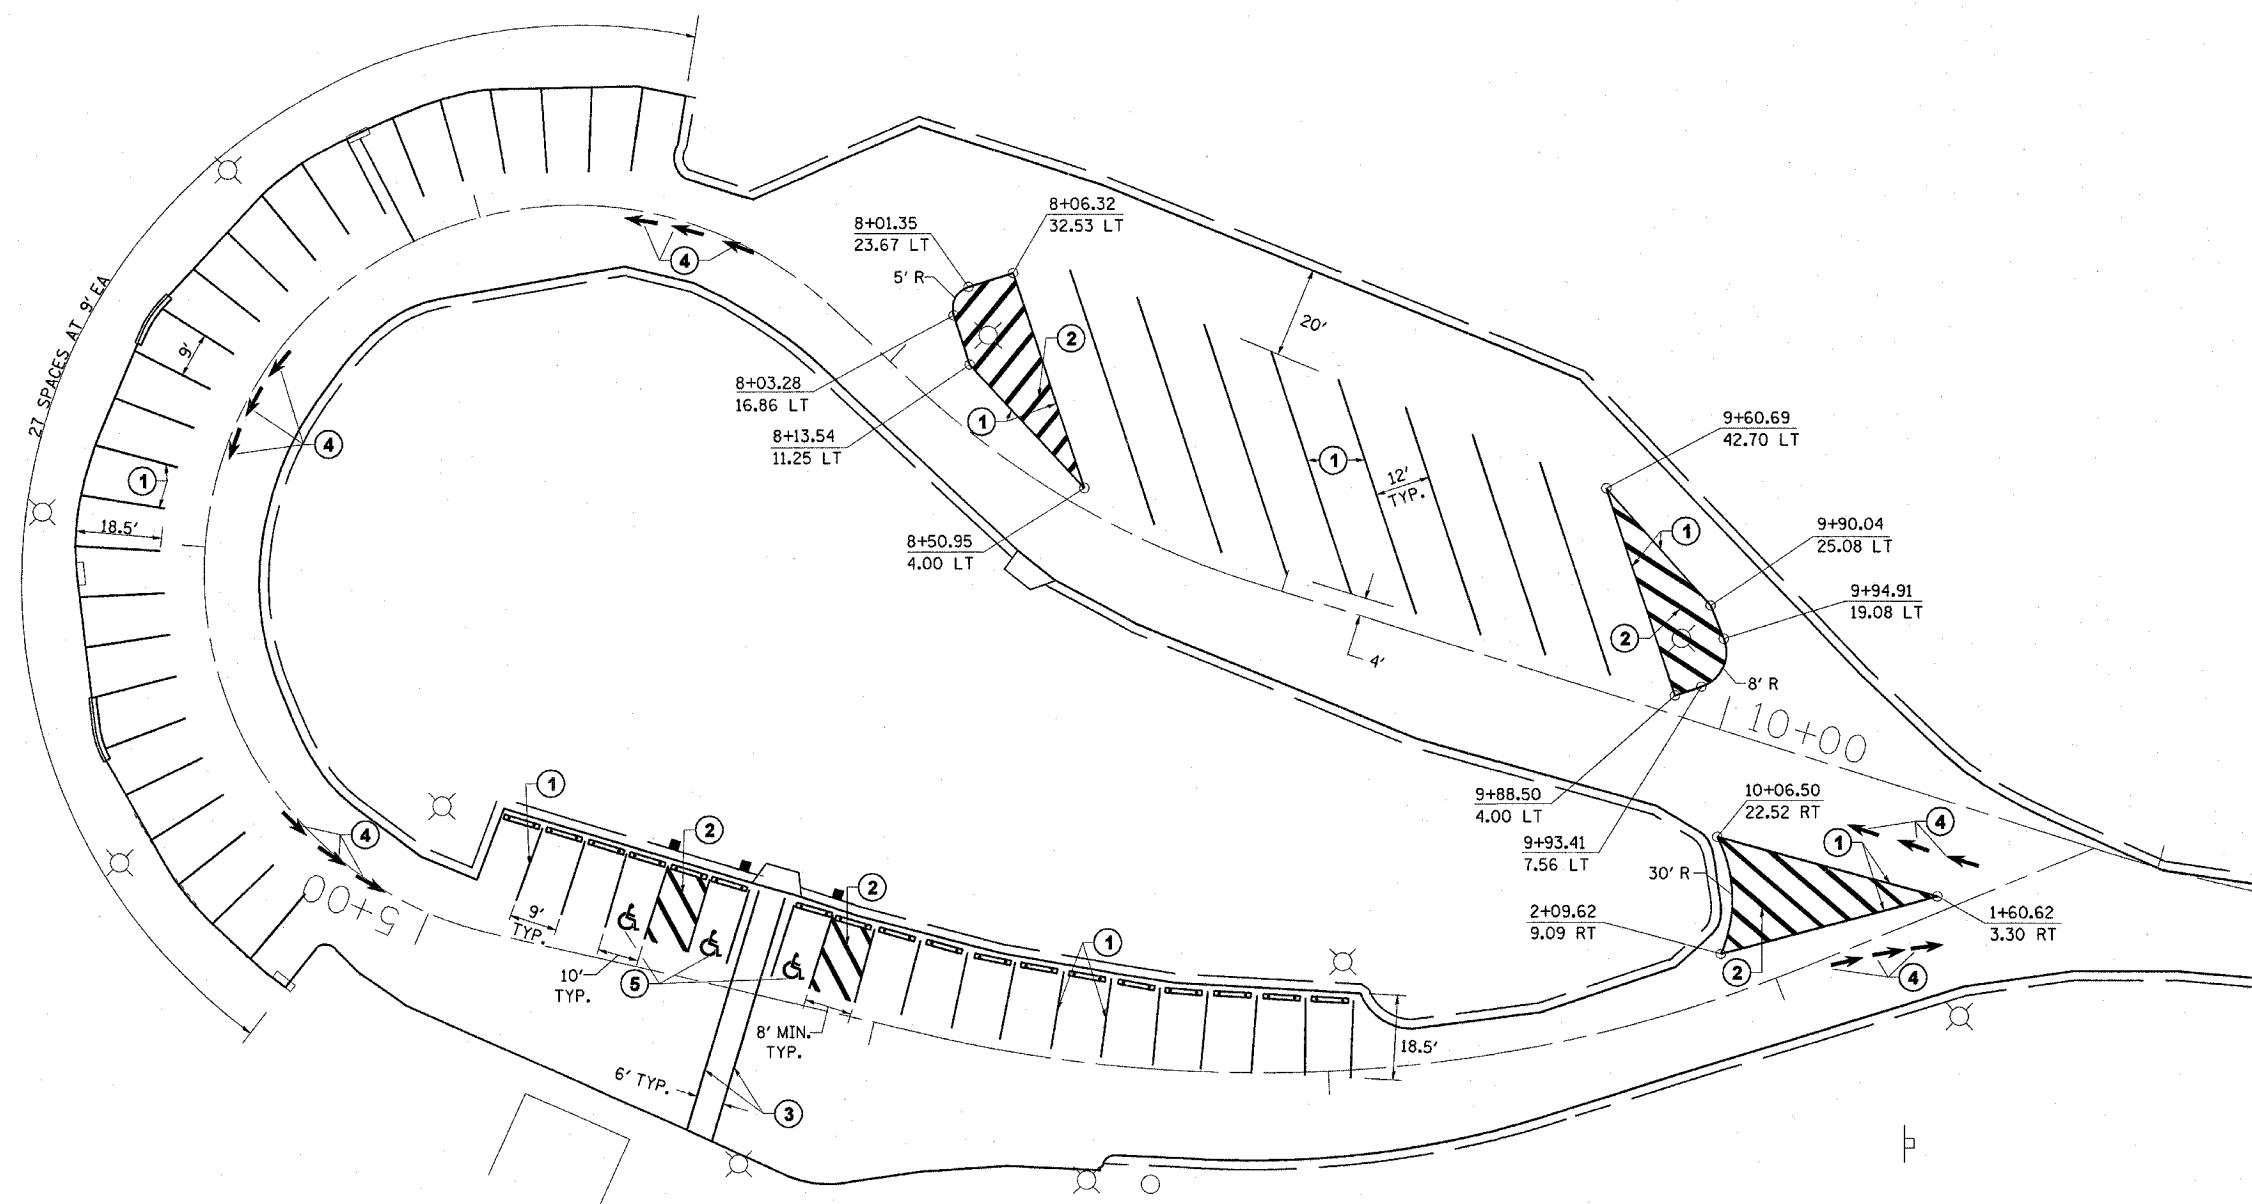 27 SPACES AT 9' EA
8+01.35
23.67 LT
8+06.32
32.53 LT
5' R
4
2
8+03.28
16.86 LT
8+13.54
11.25 LT
1
8+50.95
4.00 LT
20'
1
12'
TYP.
4'
9+60.69
42.70 LT
1
9+90.04
25.08 LT
9+94.91
19.08 LT
2
8' R
10+00
9+88.50
4.00 LT
9+93.41
7.56 LT
10+06.50
22.52 RT
1
4
30' R
2+09.62
9.09 RT
1+60.62
3.30 RT
2
4
9'
4
1
18.5'
4
5+00
1
2
2
9'
TYP.
10'
TYP.
5
8' MIN.
TYP.
1
18.5'
6' TYP.
3